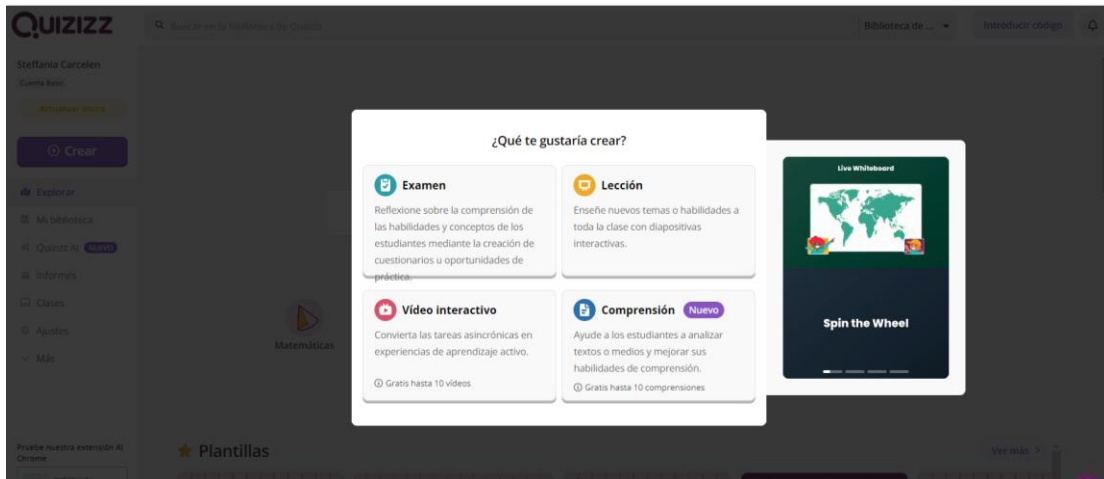 QUIZIZZ
Buscar en la biblioteca de Quizizz
Biblioteca de ...
Introducir código
Steffania Carcelen
Cuenta Basic
Actualizar ahora
Crear
Explorar
Mi biblioteca
Quizizz AI NUEVO
Informes
Clases
Ajustes
Más
Pruebe nuestra extensión AI
Chrome
¿Qué te gustaría crear?
Examen
Reflexione sobre la comprensión de
las habilidades y conceptos de los
estudiantes mediante la creación de
cuestionarios u oportunidades de
práctica.
Lección
Enseñe nuevos temas o habilidades a
toda la clase con diapositivas
interactivas.
Vídeo interactivo
Convierta las tareas asincrónicas en
experiencias de aprendizaje activo.
Gratis hasta 10 vídeos
Comprensión Nuevo
Ayude a los estudiantes a analizar
textos o medios y mejorar sus
habilidades de comprensión.
Gratis hasta 10 comprensiones
Live Whiteboard
Spin the Wheel
Matemáticas
Plantillas
Ver más